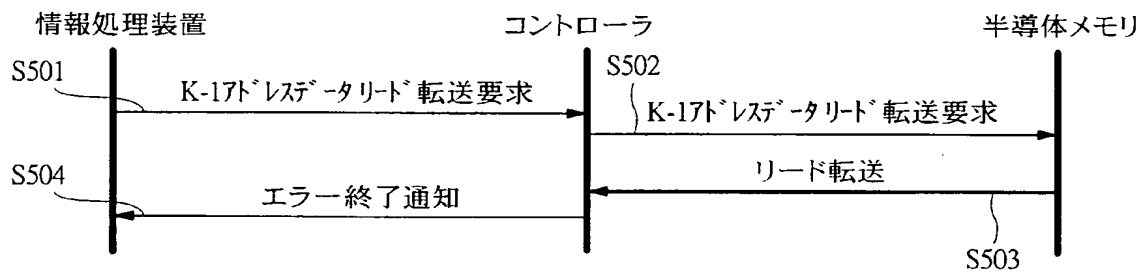 情報処理装置 コントローラ 半導体メモリ
S501 K-1ｱﾄﾞﾚｽﾃﾞｰﾀﾘｰﾄﾞ転送要求 S502
K-1ｱﾄﾞﾚｽﾃﾞｰﾀﾘｰﾄﾞ転送要求
S504 エラー終了通知 リード転送
S503